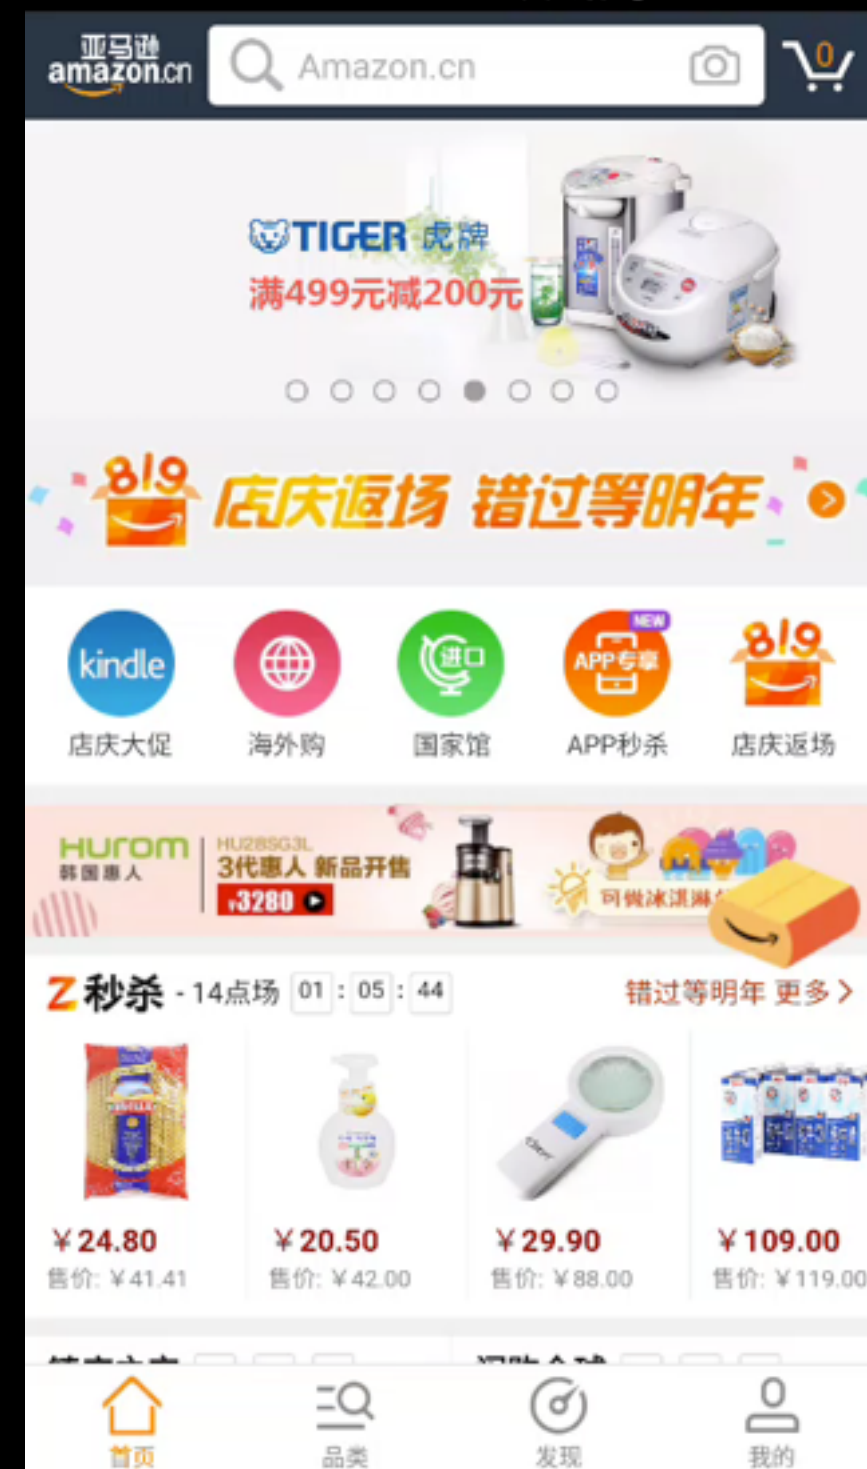 亚马逊
amazon.cn
Amazon.cn
0
TIGER 虎牌
满499元减200元
819
店庆返场 错过等明年
kindle
进口
NEW
APP专享
819
店庆大促
海外购
国家馆
APP秒杀
店庆返场
HUROM
韩国惠人
HU28SG3L
3代惠人 新品开售
¥3280
可做冰淇淋
Z秒杀 - 14点场 01 : 05 : 44
错过等明年 更多
¥24.80
¥20.50
¥29.90
¥109.00
售价: ¥41.41
售价: ¥42.00
售价: ¥88.00
售价: ¥119.00
首页
品类
发现
我的